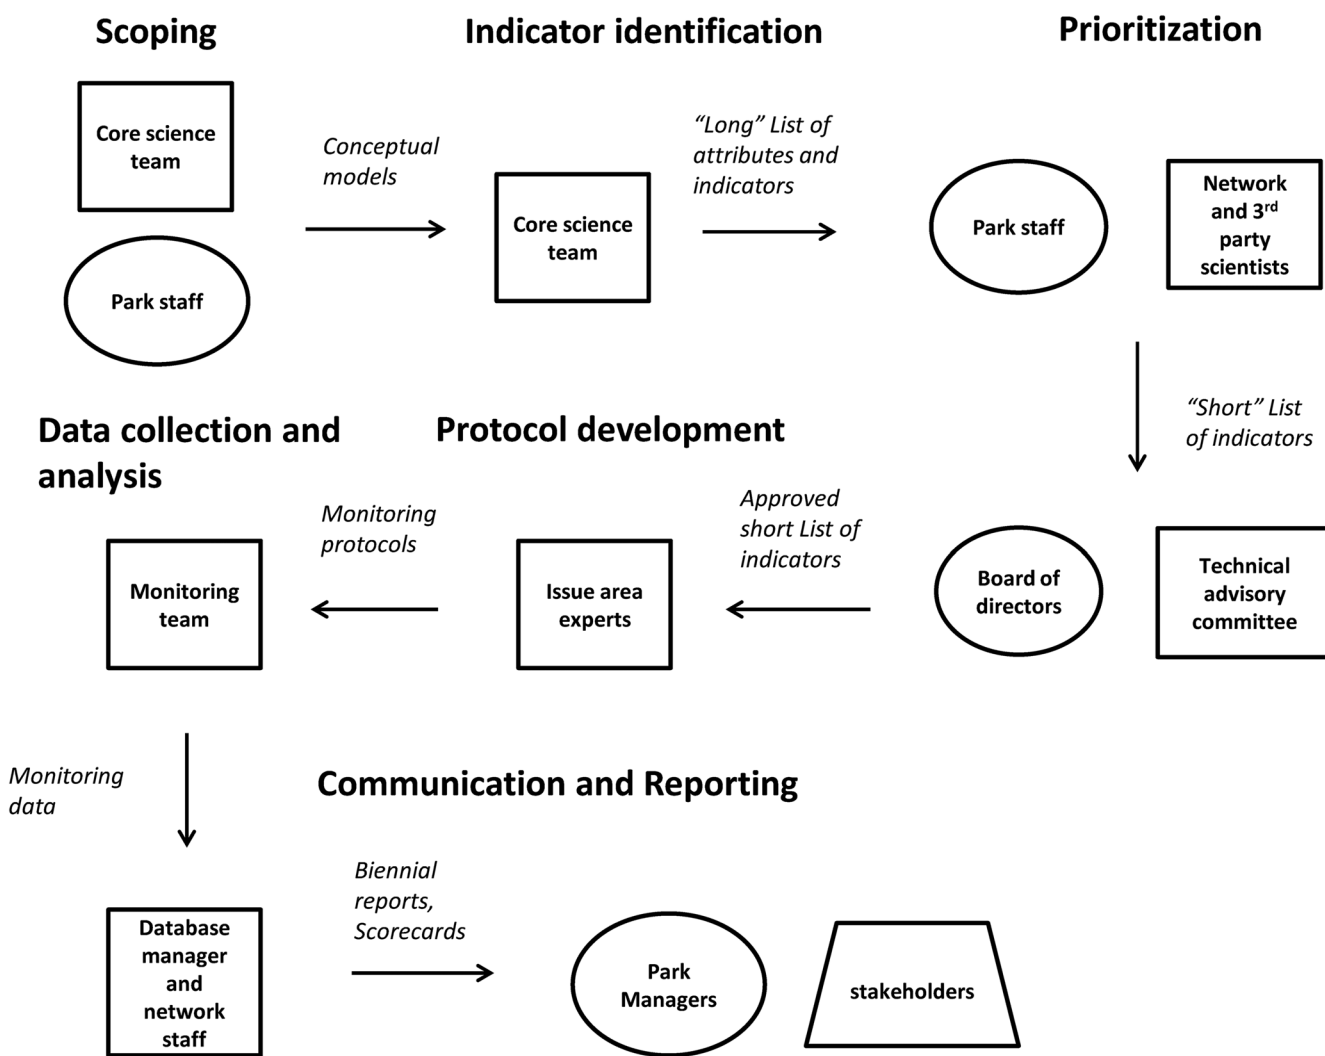 Scoping
Indicator identification
Prioritization
Core science
team
Park staff
Conceptual
models
Core science
team
“Long” List of
attributes and
indicators
Park staff
Network
and 3rd
party
scientists
“Short” List
of indicators
Data collection and
analysis
Protocol development
Board of
directors
Technical
advisory
committee
Approved
short List of
indicators
Issue area
experts
Monitoring
protocols
Monitoring
team
Monitoring
data
Communication and Reporting
Database
manager
and
network
staff
Biennial
reports,
Scorecards
Park
Managers
stakeholders